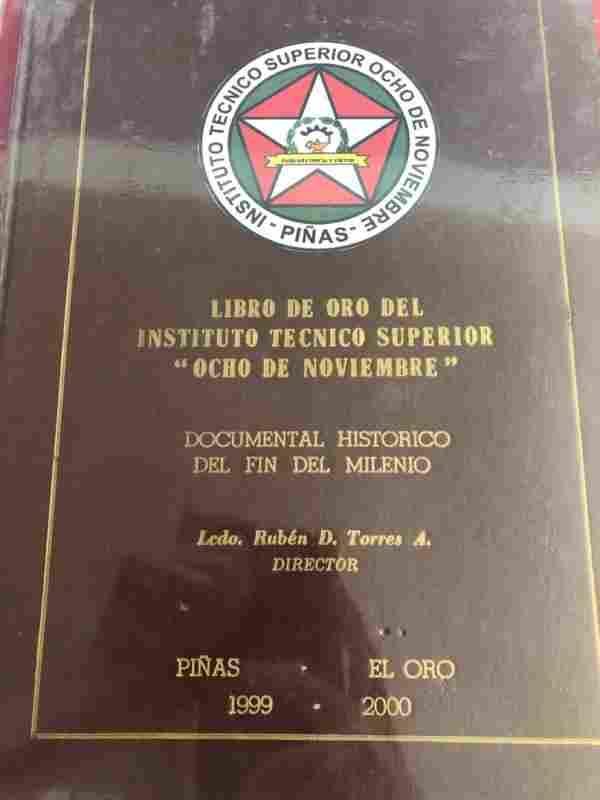 INSTITUTO TECNICO SUPERIOR OCHO DE NOVIEMBRE
- PIÑAS -
LIBRO DE ORO DEL
INSTITUTO TECNICO SUPERIOR
“OCHO DE NOVIEMBRE”
DOCUMENTAL HISTORICO
DEL FIN DEL MILENIO
Lcdo. Rubén D. Torres A.
DIRECTOR
PIÑAS · EL ORO
1999 · 2000